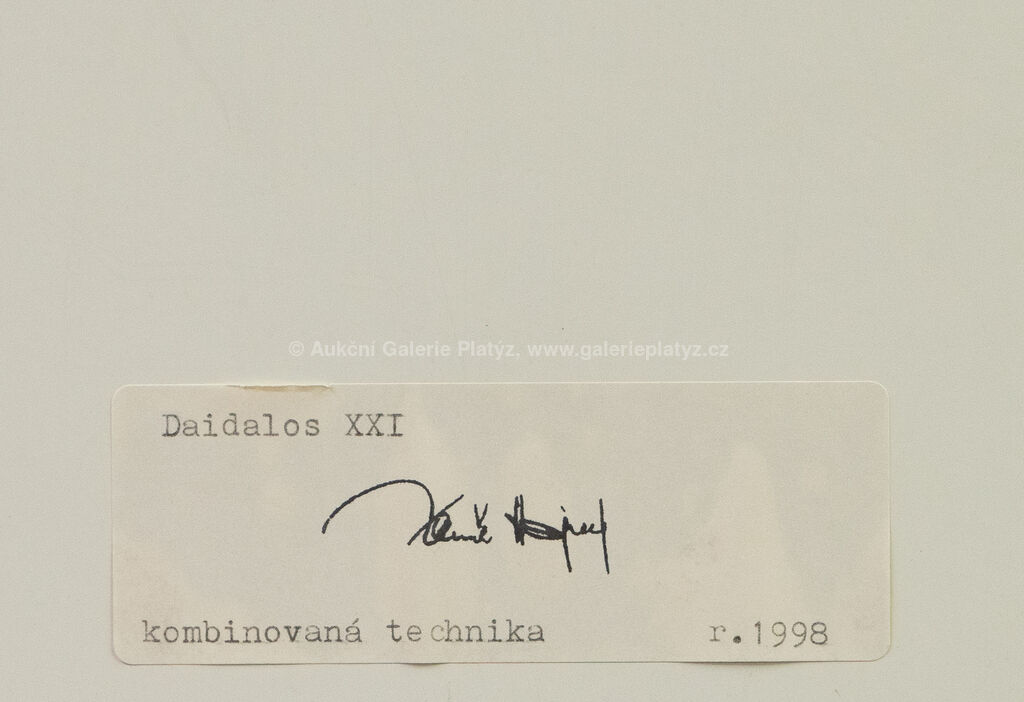 © Aukční Galerie Platýz, www.galerieplatyz.cz
Daidalos XXI
kombinovaná technika r.1998